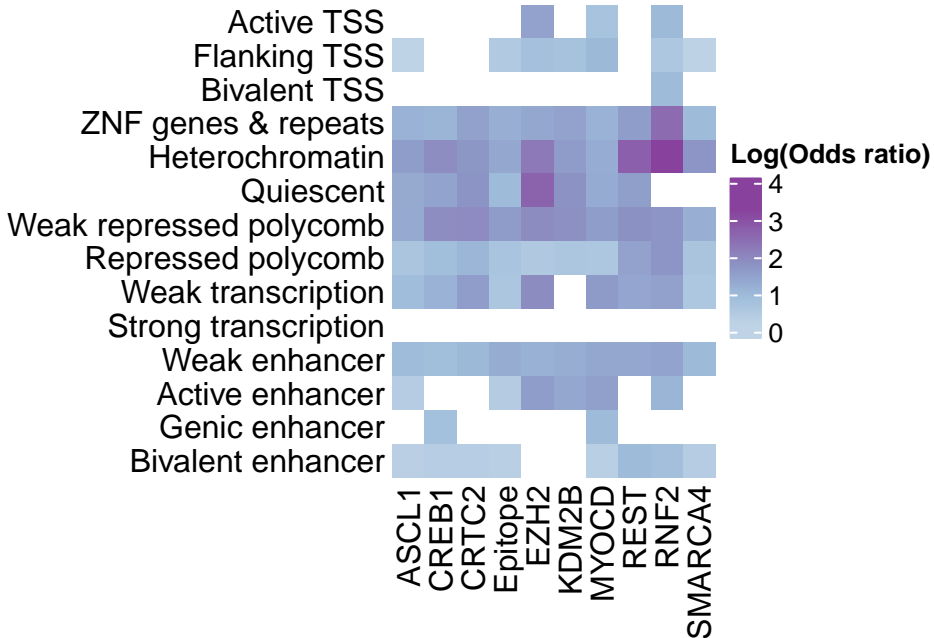 Active TSS
Flanking TSS
Bivalent TSS
ZNF genes & repeats
Heterochromatin
Quiescent
Weak repressed polycomb
Repressed polycomb
Weak transcription
Strong transcription
Weak enhancer
Active enhancer
Genic enhancer
Bivalent enhancer
ASCL1
CREB1
CRTC2
Epitope
EZH2
KDM2B
MYOCD
REST
RNF2
SMARCA4
Log(Odds ratio)
4
3
2
1
0